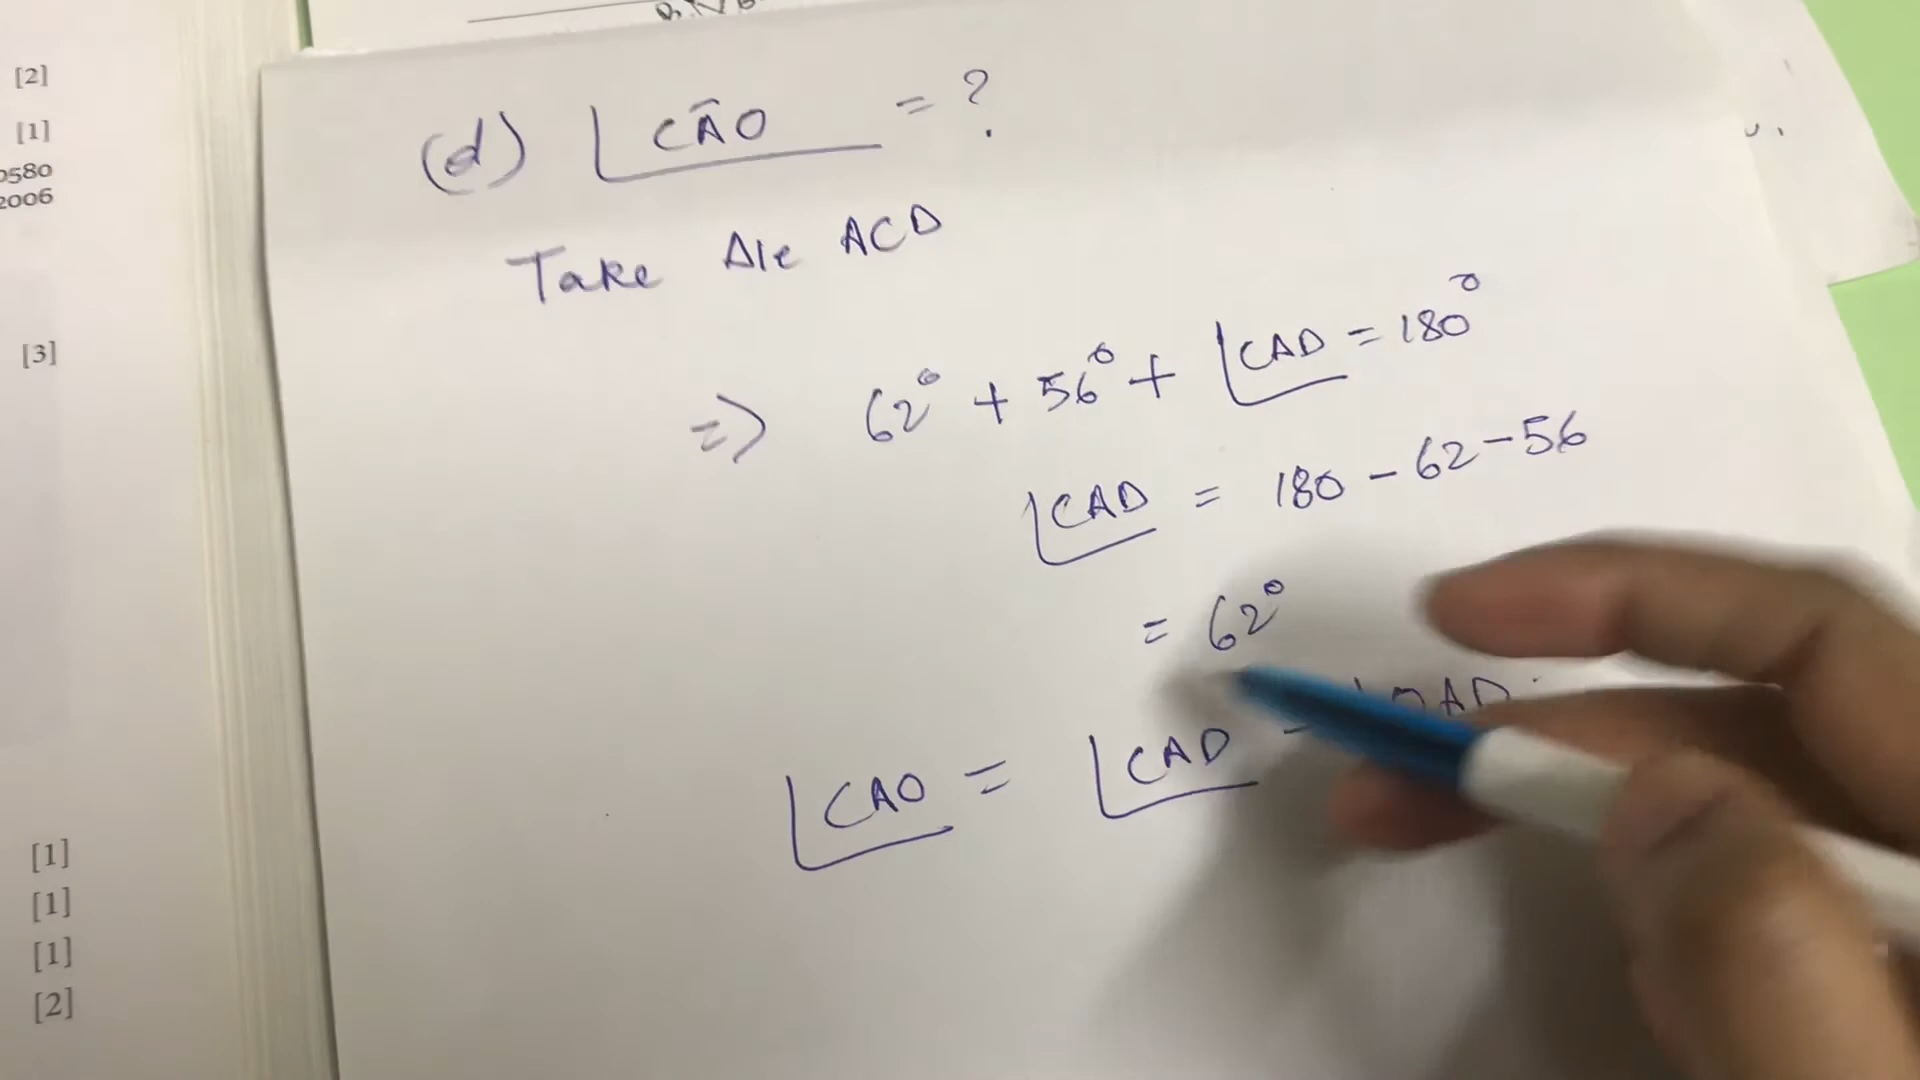 [2]
[1]
0580
2006
[3]
[1]
[1]
[1]
[2]
(d) ∠CÂO = ?
Take Δle ACD
=> 62° + 56° + ∠CAD = 180°
∠CAD = 180 - 62 - 56
= 62°
∠CAO = ∠CAD - ∠OAD